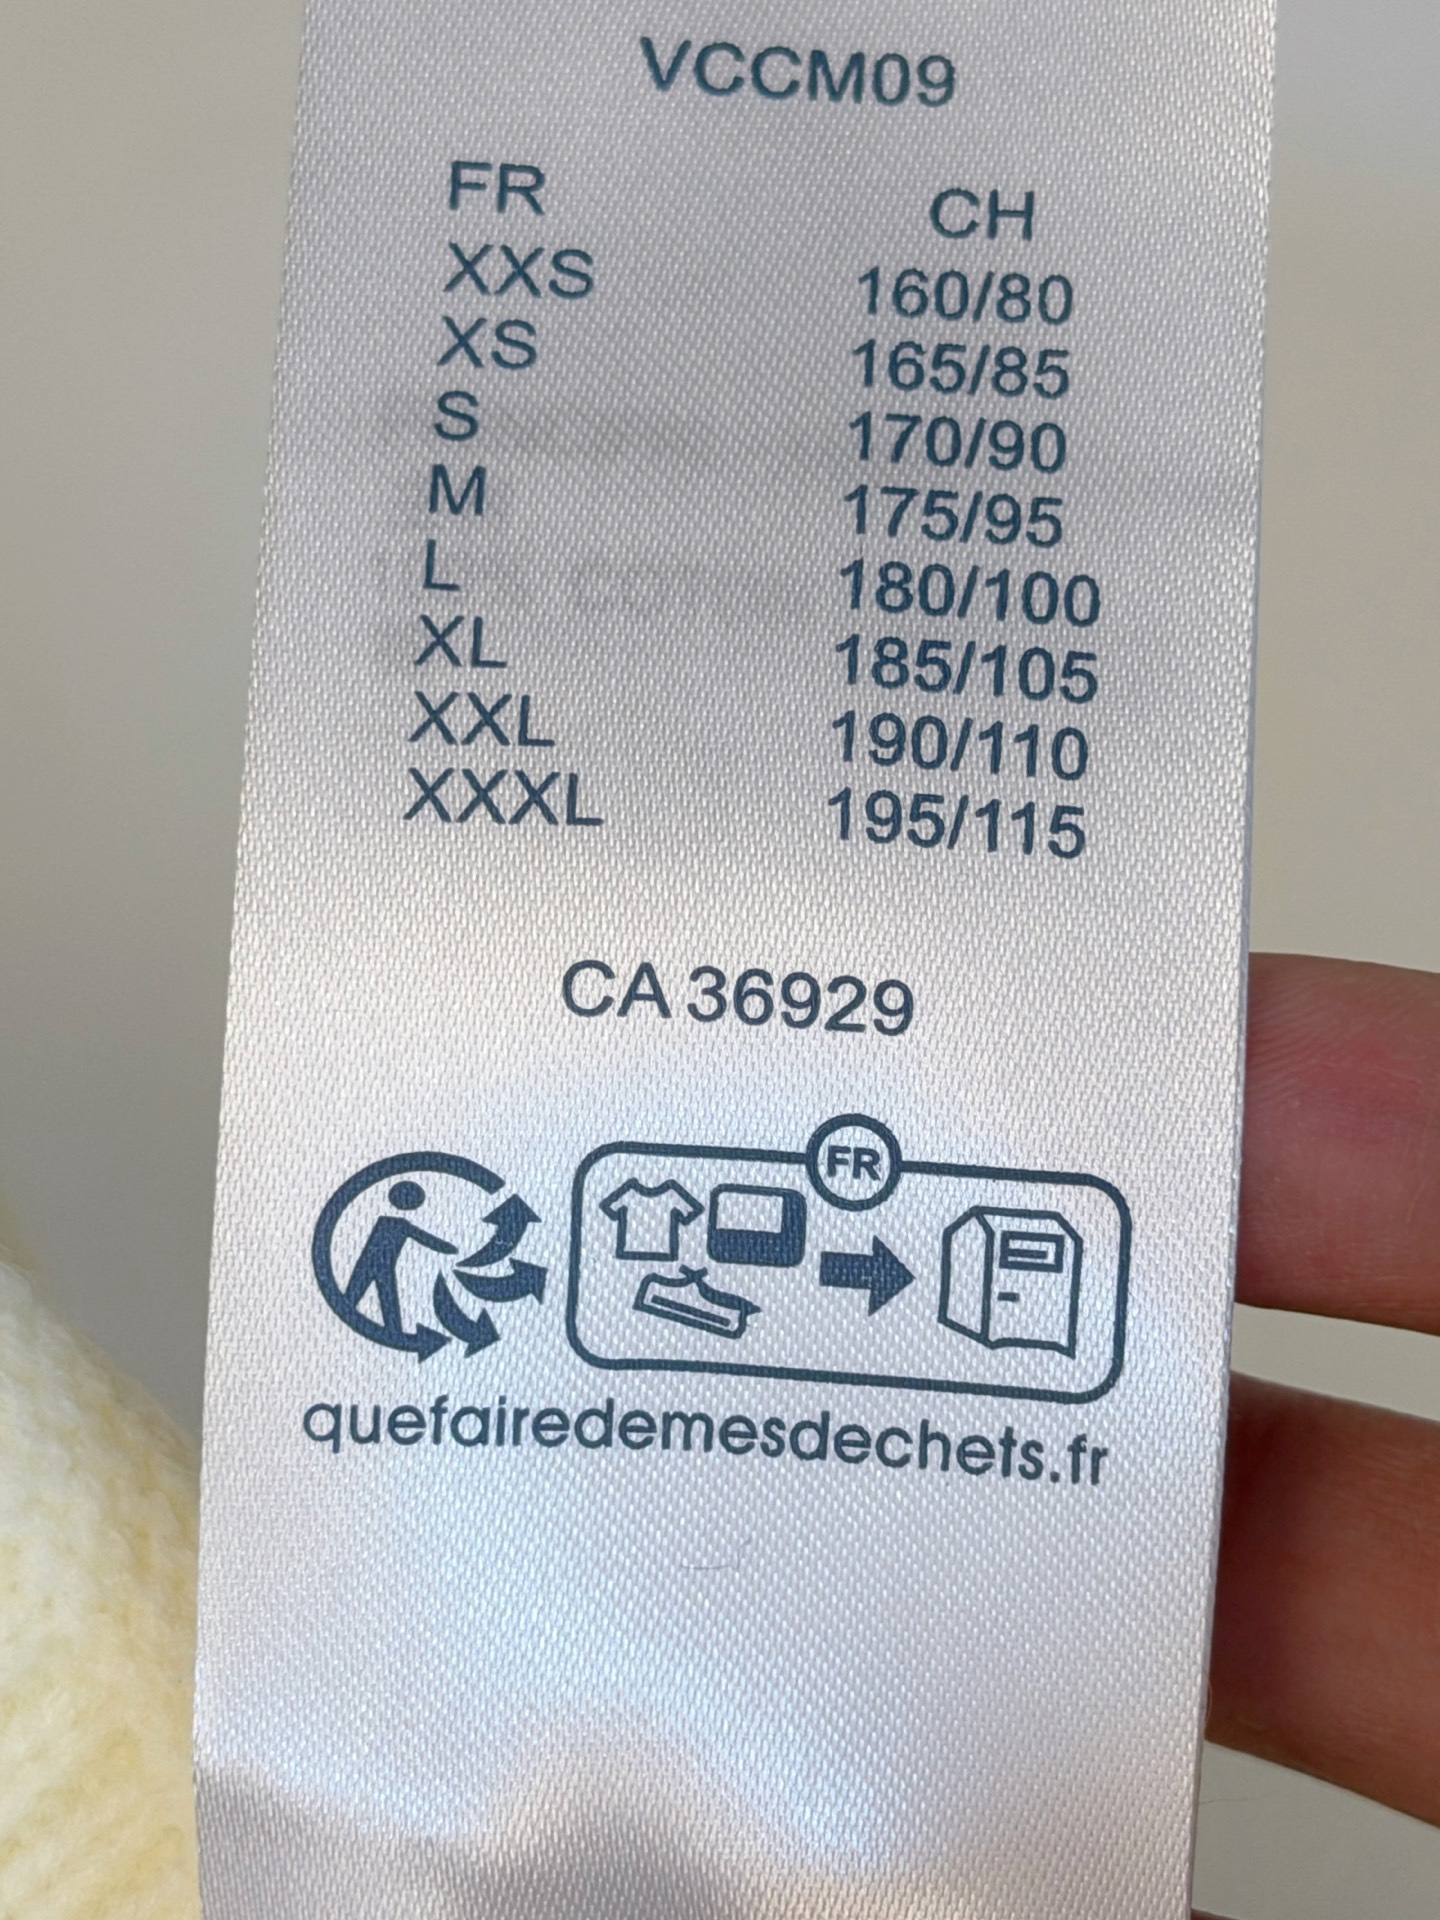 VCCM09
FR CH
XXS 160/80
XS 165/85
S 170/90
M 175/95
L 180/100
XL 185/105
XXL 190/110
XXXL 195/115
CA 36929
FR
quefairedemesdechets.fr